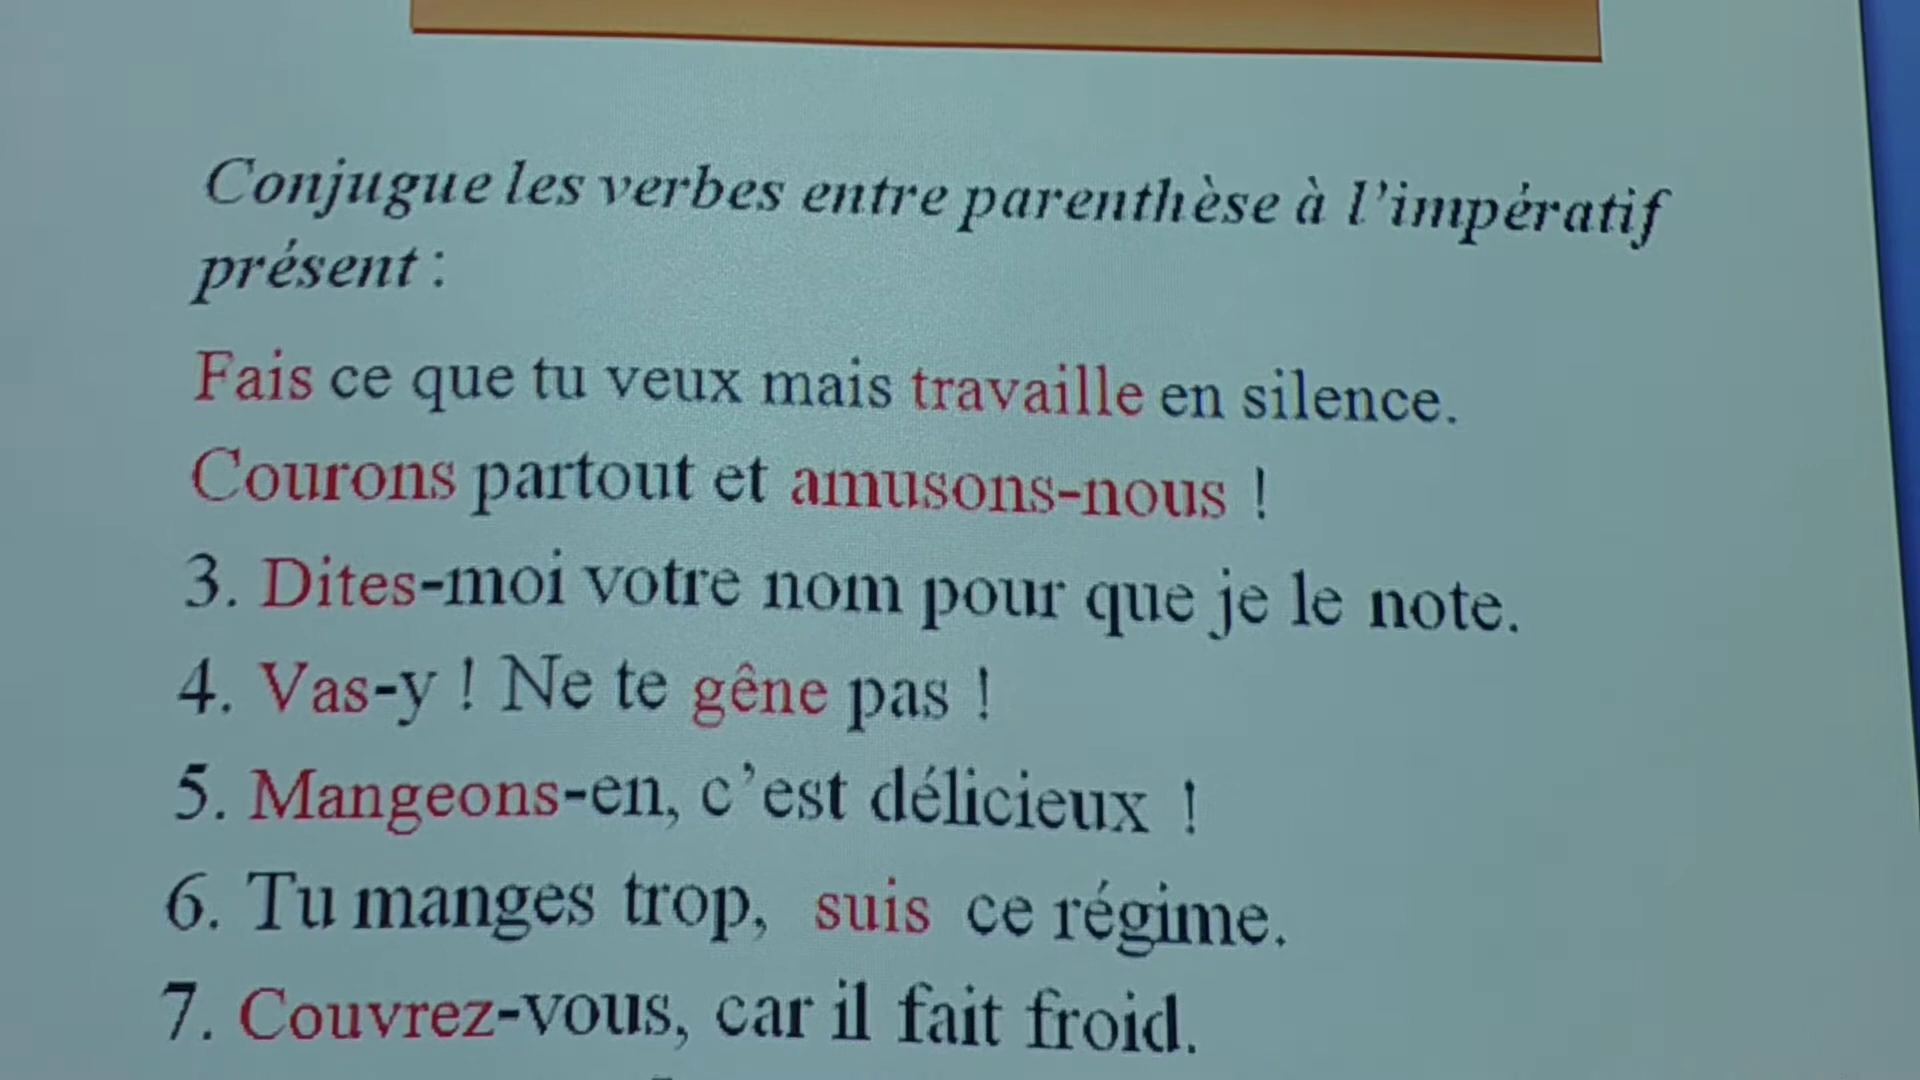 Conjugue les verbes entre parenthèse à l'impératif
présent :
Fais ce que tu veux mais travaille en silence.
Courons partout et amusons-nous !
3. Dites-moi votre nom pour que je le note.
4. Vas-y ! Ne te gêne pas !
5. Mangeons-en, c'est délicieux !
6. Tu manges trop, suis ce régime.
7. Couvrez-vous, car il fait froid.